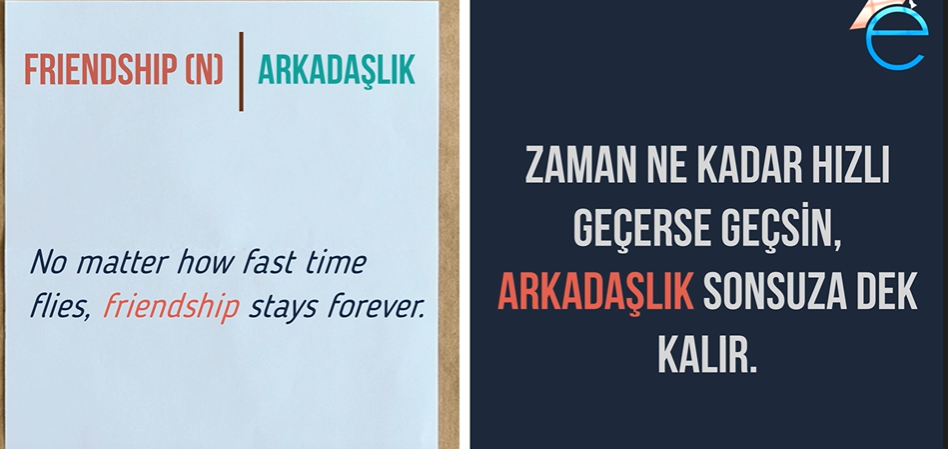 FRIENDSHIP (N) | ARKADAŞLIK
No matter how fast time
flies, friendship stays forever.
e
ZAMAN NE KADAR HIZLI
GEÇERSE GEÇSİN,
ARKADAŞLIK SONSUZA DEK
KALIR.